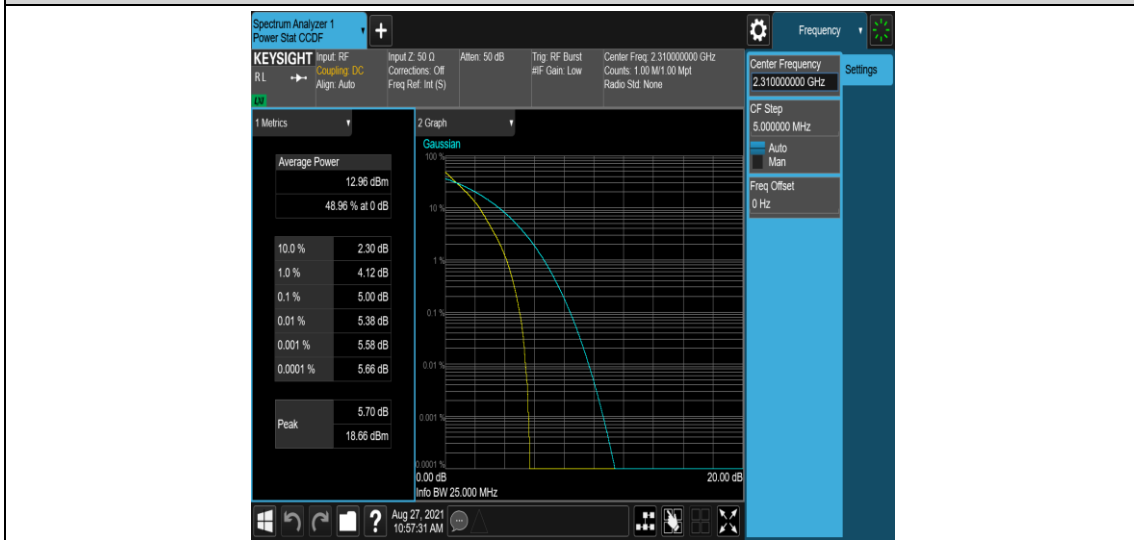 Spectrum Analyzer 1
Power Stat CCDF
+
Frequency
KEYSIGHT
RL
LXI
Input: RF
Coupling: DC
Align: Auto
Input Z: 50 Ω
Corrections: Off
Freq Ref: Int (S)
Atten: 50 dB
Trig: RF Burst
#IF Gain: Low
Center Freq: 2.310000000 GHz
Counts: 1.00 M/1.00 Mpt
Radio Std: None
Center Frequency
2.310000000 GHz
Settings
CF Step
5.000000 MHz
Auto
Man
Freq Offset
0 Hz
1 Metrics
Average Power
12.96 dBm
48.96 % at 0 dB
10.0 % 2.30 dB
1.0 % 4.12 dB
0.1 % 5.00 dB
0.01 % 5.38 dB
0.001 % 5.58 dB
0.0001 % 5.66 dB
Peak
5.70 dB
18.66 dBm
2 Graph
Gaussian
100 %
10 %
1 %
0.1 %
0.01 %
0.001 %
0.0001 %
0.00 dB 20.00 dB
Info BW 25.000 MHz
?
Aug 27, 2021
10:57:31 AM